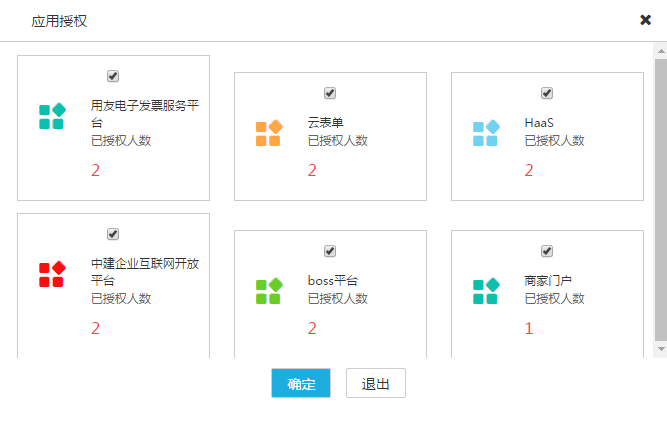 应用授权
用友电子发票服务平
台
已授权人数
2
云表单
已授权人数
2
HaaS
已授权人数
2
中建企业互联网开放
平台
已授权人数
2
boss平台
已授权人数
2
商家门户
已授权人数
1
确定
退出